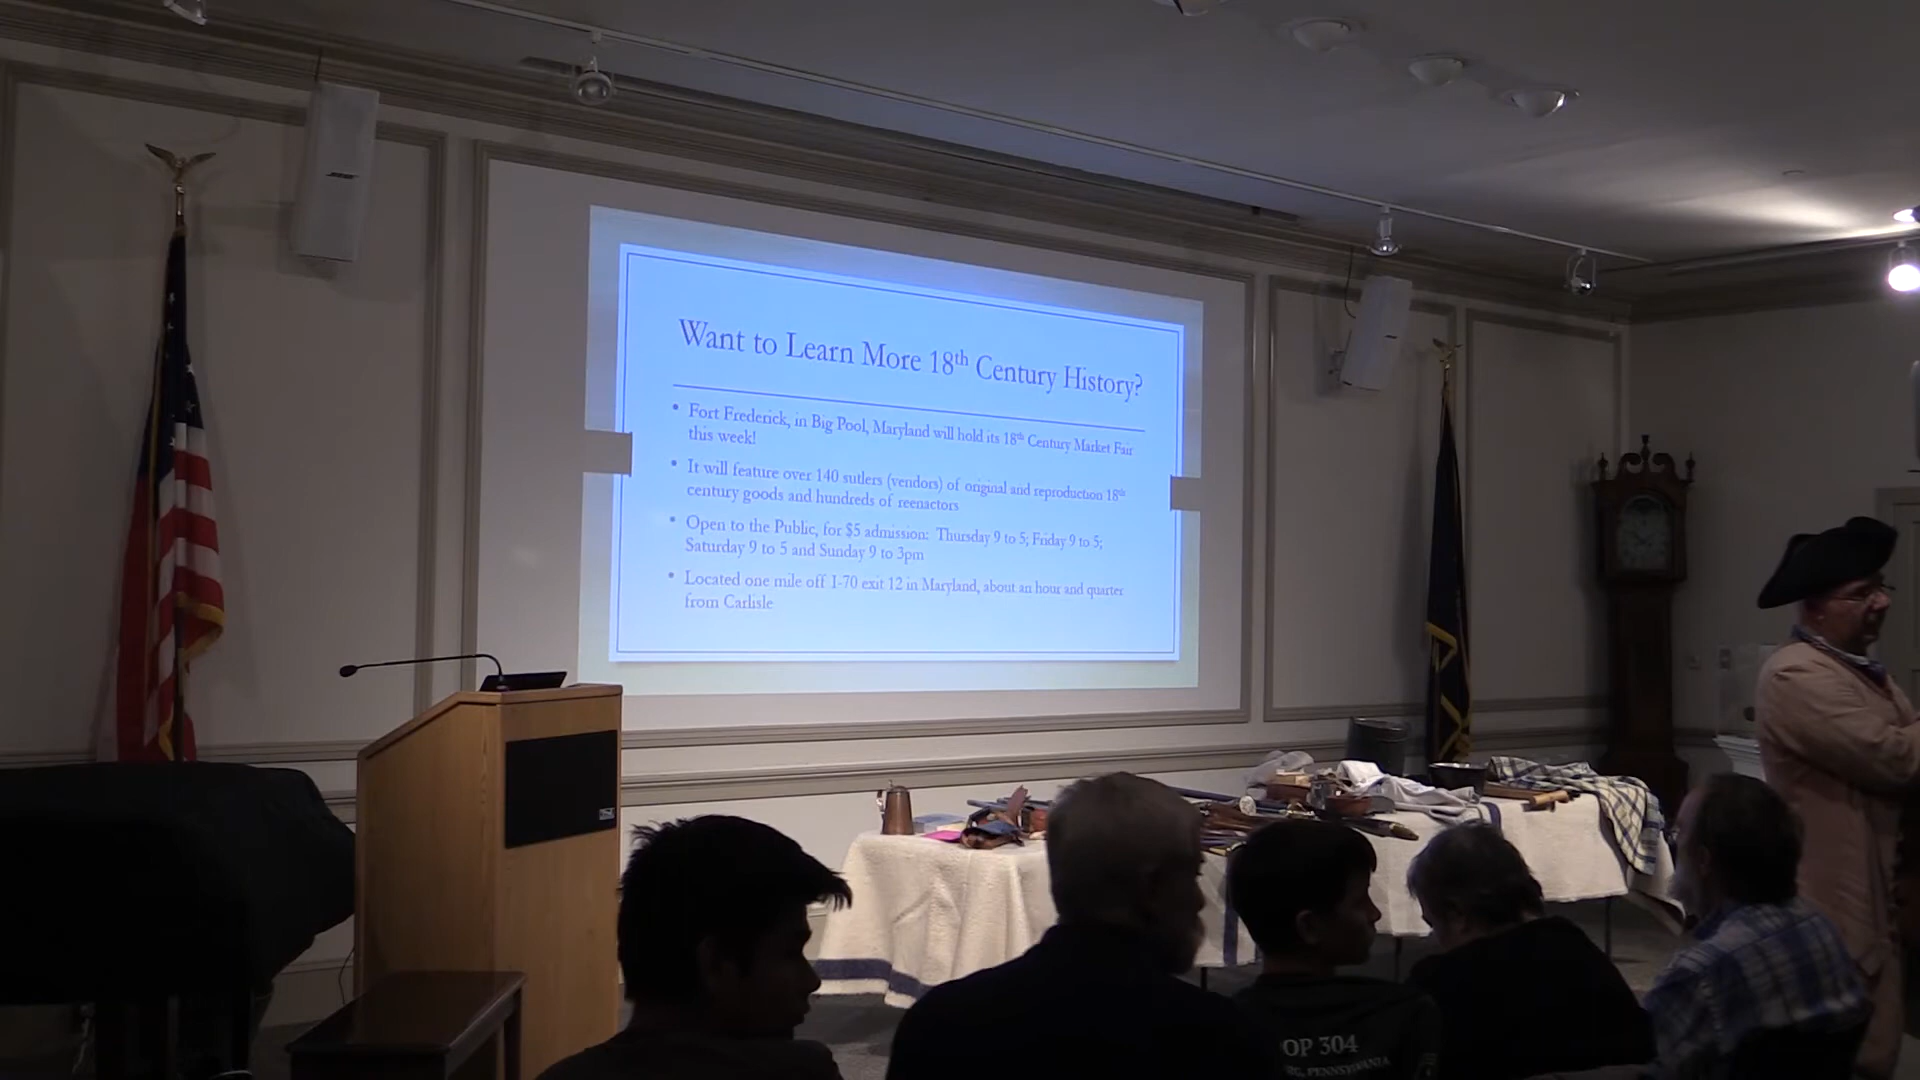 BOSE
Want to Learn More 18th Century History?
• Fort Frederick, in Big Pool, Maryland will hold its 18th Century Market Fair
this week!
• It will feature over 140 sutlers (vendors) of original and reproduction 18th
century goods and hundreds of reenactors
• Open to the Public, for $5 admission: Thursday 9 to 5; Friday 9 to 5;
Saturday 9 to 5 and Sunday 9 to 3pm
• Located one mile off I-70 exit 12 in Maryland, about an hour and quarter
from Carlisle
OP 304
PENNSYLVANIA